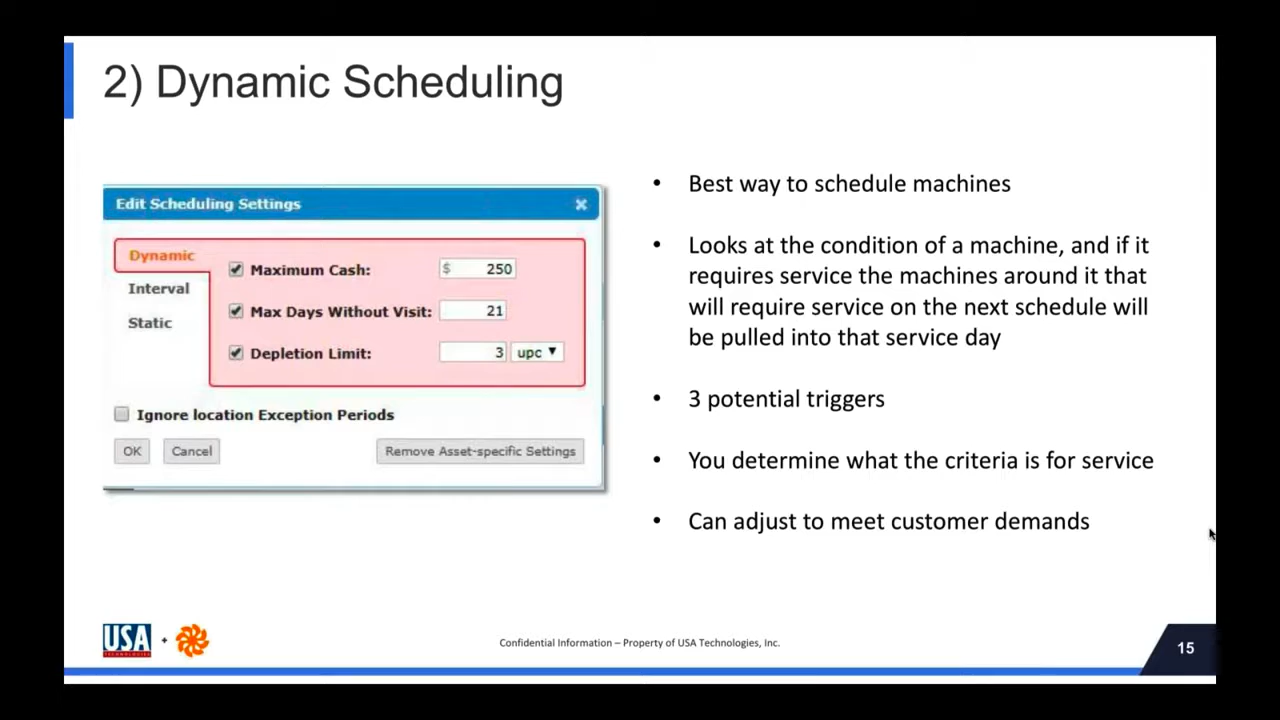 2) Dynamic Scheduling
Edit Scheduling Settings
Dynamic
Interval
Static
Maximum Cash: $ 250
Max Days Without Visit: 21
Depletion Limit: 3 upc
Ignore location Exception Periods
OK Cancel Remove Asset-specific Settings
• Best way to schedule machines
• Looks at the condition of a machine, and if it
requires service the machines around it that
will require service on the next schedule will
be pulled into that service day
• 3 potential triggers
• You determine what the criteria is for service
• Can adjust to meet customer demands
USA
TECHNOLOGIES
+
Confidential Information – Property of USA Technologies, Inc.
15